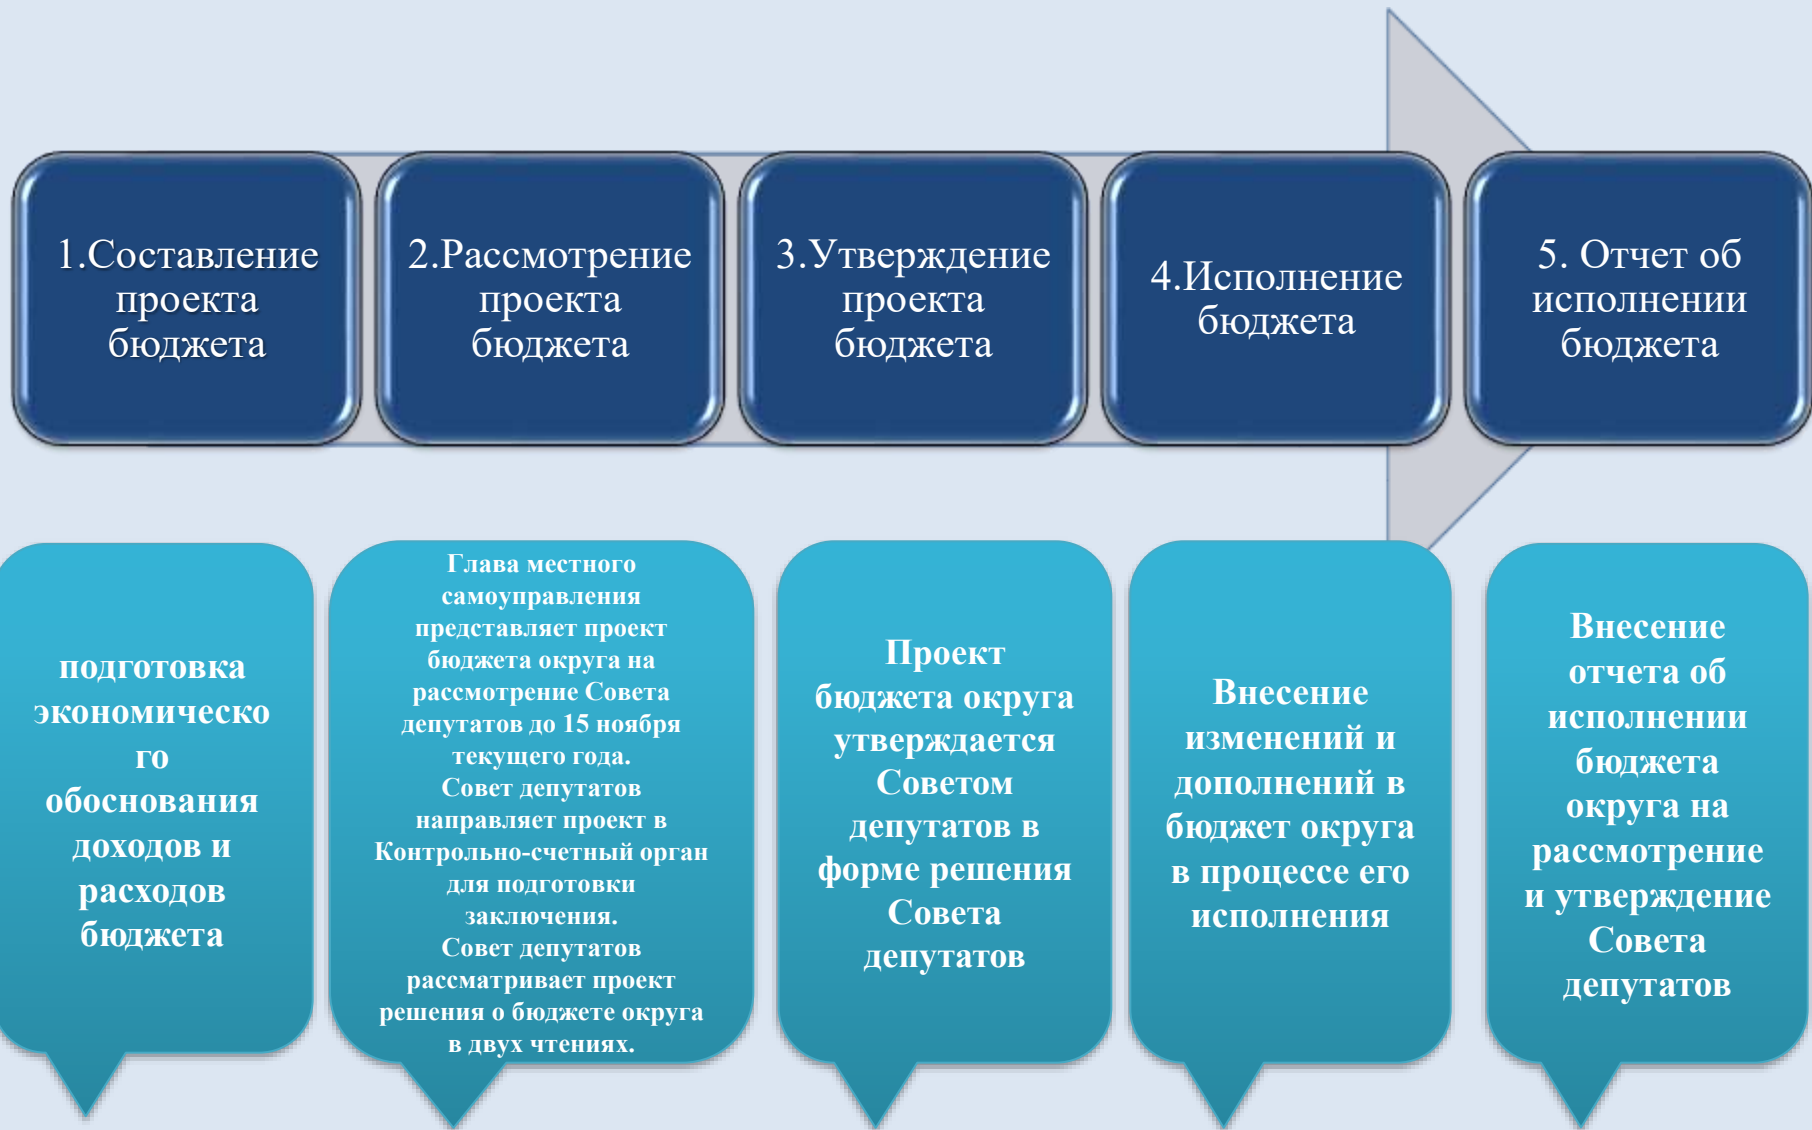 1.Составление
проекта
бюджета
2.Рассмотрение
проекта
бюджета
3.Утверждение
проекта
бюджета
4.Исполнение
бюджета
5. Отчет об
исполнении
бюджета
подготовка
экономическо
го
обоснования
доходов и
расходов
бюджета
Глава местного
самоуправления
представляет проект
бюджета округа на
рассмотрение Совета
депутатов до 15 ноября
текущего года.
Совет депутатов
направляет проект в
Контрольно-счетный орган
для подготовки
заключения.
Совет депутатов
рассматривает проект
решения о бюджете округа
в двух чтениях.
Проект
бюджета округа
утверждается
Советом
депутатов в
форме решения
Совета
депутатов
Внесение
изменений и
дополнений в
бюджет округа
в процессе его
исполнения
Внесение
отчета об
исполнении
бюджета
округа на
рассмотрение
и утверждение
Совета
депутатов